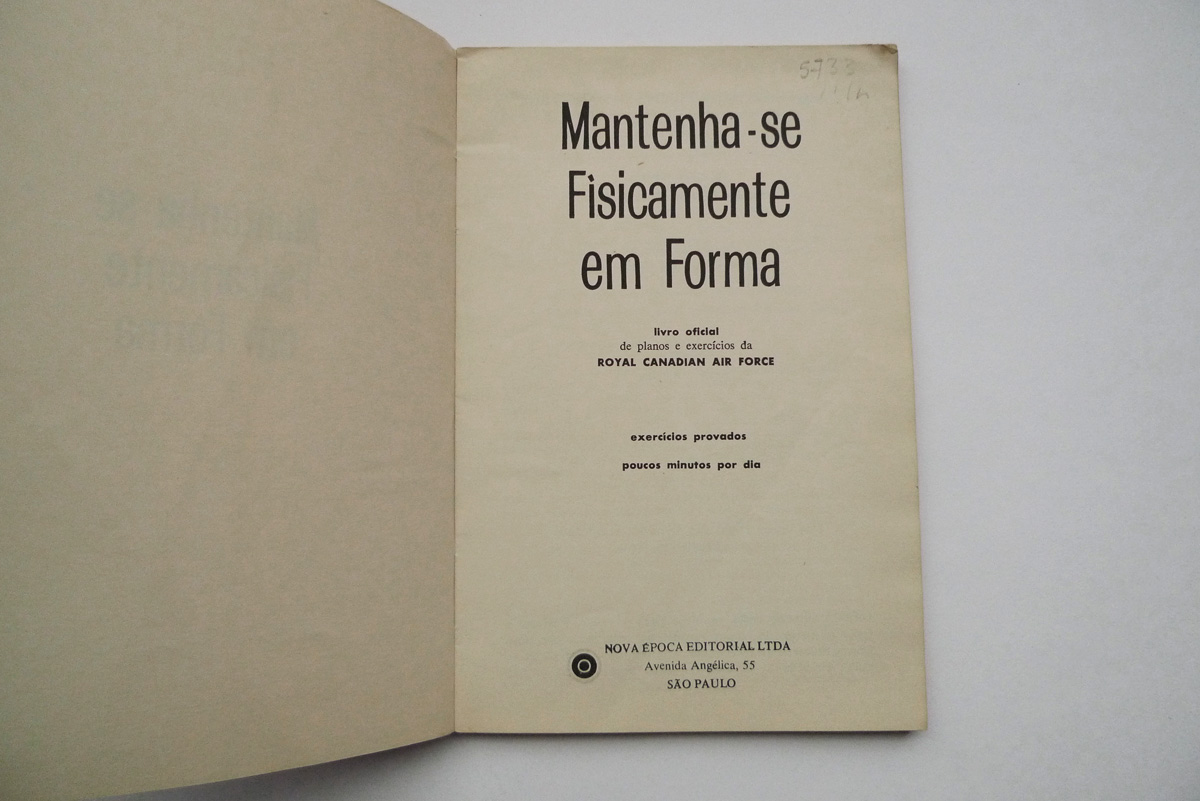 Mantenha-se
Fìsicamente
em Forma
livro oficial
de planos e exercícios da
ROYAL CANADIAN AIR FORCE
exercícios provados
poucos minutos por dia
NOVA ÉPOCA EDITORIAL LTDA
Avenida Angélica, 55
SÃO PAULO